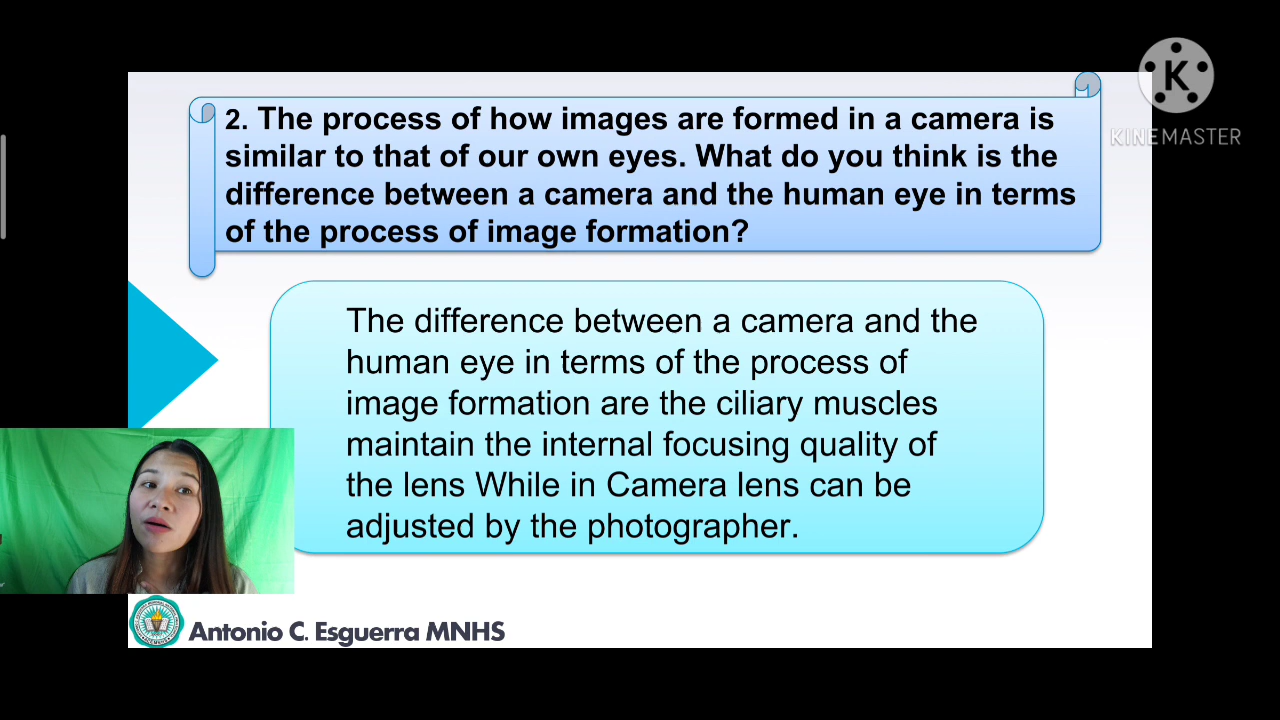 K
KINEMASTER
2. The process of how images are formed in a camera is
similar to that of our own eyes. What do you think is the
difference between a camera and the human eye in terms
of the process of image formation?
The difference between a camera and the
human eye in terms of the process of
image formation are the ciliary muscles
maintain the internal focusing quality of
the lens While in Camera lens can be
adjusted by the photographer.
Antonio C. Esguerra MNHS